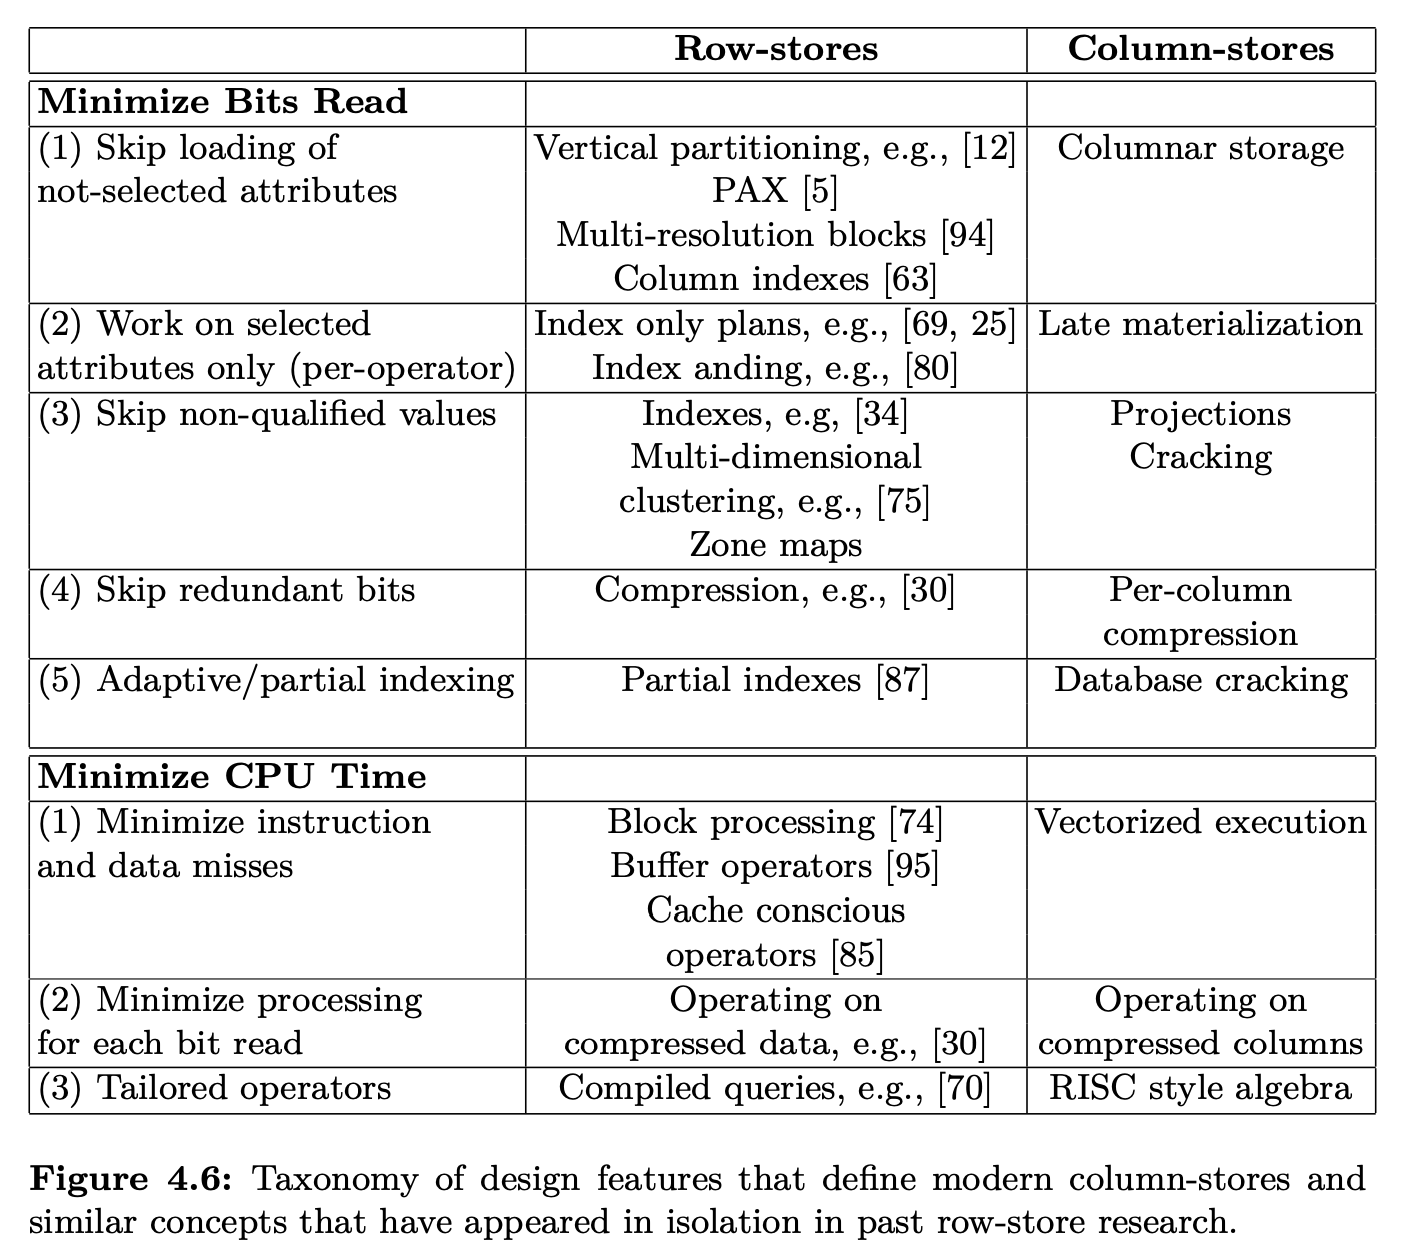 Row-stores Column-stores
Minimize Bits Read
(1) Skip loading of Vertical partitioning, e.g., [12] Columnar storage
not-selected attributes PAX [5]
Multi-resolution blocks [94]
Column indexes [63]
(2) Work on selected Index only plans, e.g., [69, 25] Late materialization
attributes only (per-operator) Index anding, e.g., [80]
(3) Skip non-qualified values Indexes, e.g, [34] Projections
Multi-dimensional Cracking
clustering, e.g., [75]
Zone maps
(4) Skip redundant bits Compression, e.g., [30] Per-column
compression
(5) Adaptive/partial indexing Partial indexes [87] Database cracking
Minimize CPU Time
(1) Minimize instruction Block processing [74] Vectorized execution
and data misses Buffer operators [95]
Cache conscious
operators [85]
(2) Minimize processing Operating on Operating on
for each bit read compressed data, e.g., [30] compressed columns
(3) Tailored operators Compiled queries, e.g., [70] RISC style algebra
Figure 4.6: Taxonomy of design features that define modern column-stores and
similar concepts that have appeared in isolation in past row-store research.